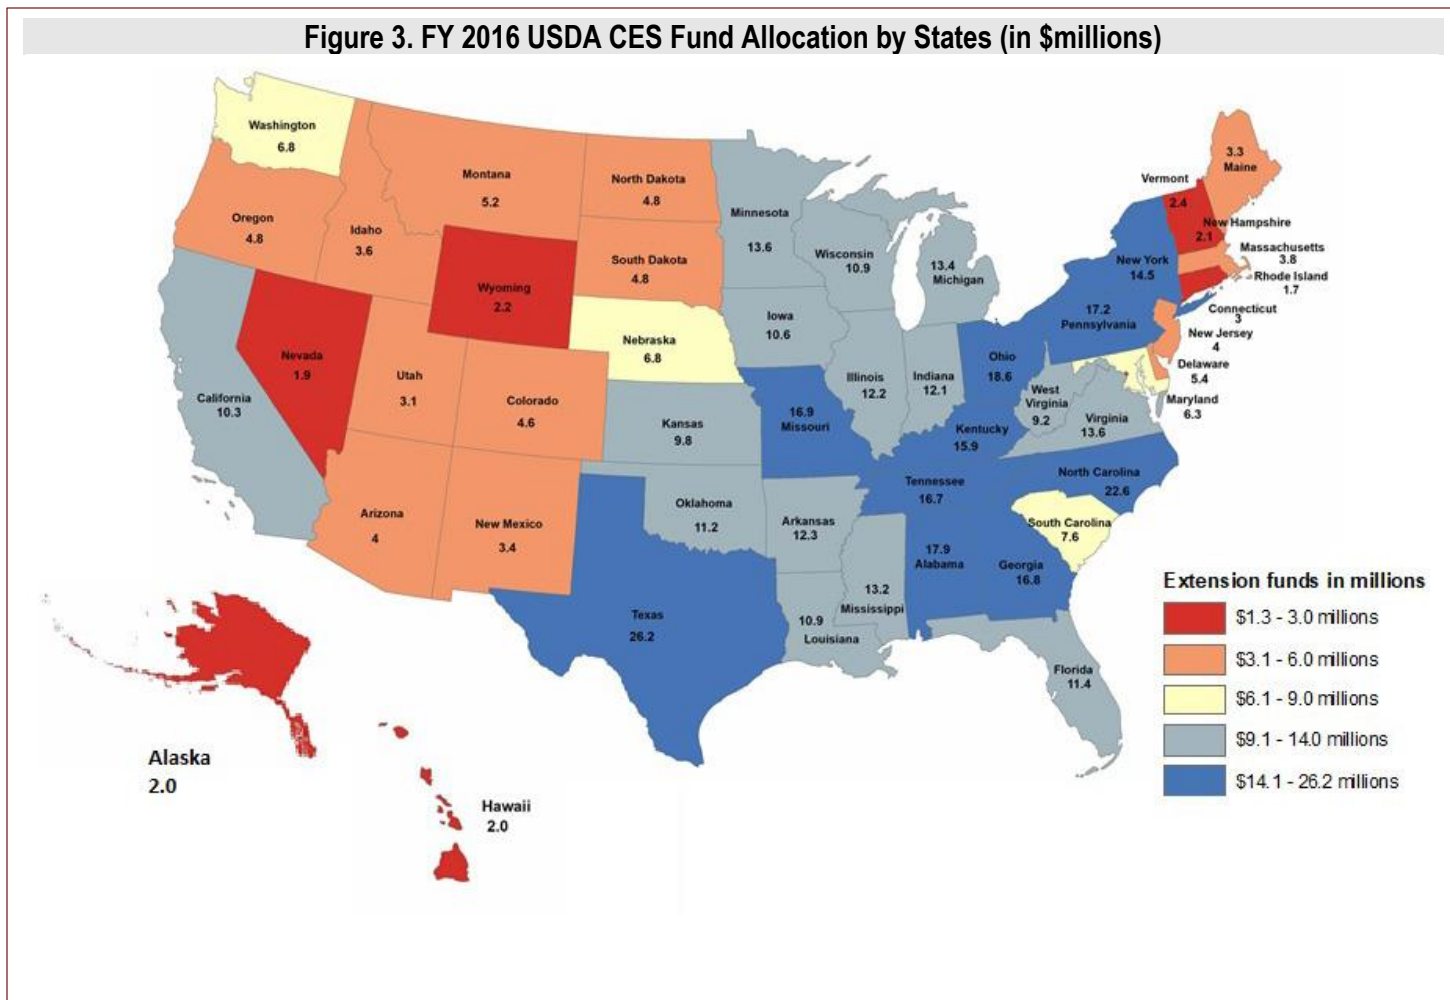 Figure 3. FY 2016 USDA CES Fund Allocation by States (in $millions)
Washington
6.8
Montana
5.2
North Dakota
4.8
Minnesota
13.6
Oregon
4.8
Idaho
3.6
South Dakota
4.8
Wisconsin
10.9
13.4
Michigan
3.3
Maine
Vermont
2.4
New Hampshire
2.1
Massachusetts
3.8
New York
14.5
Rhode Island
1.7
Connecticut
3
17.2
Pennsylvania
New Jersey
4
Delaware
5.4
Maryland
6.3
Wyoming
2.2
Iowa
10.6
Nebraska
6.8
Nevada
1.9
Utah
3.1
Colorado
4.6
California
10.3
Kansas
9.8
16.9
Missouri
Illinois
12.2
Indiana
12.1
Ohio
18.6
West
Virginia
9.2
Virginia
13.6
Kentucky
15.9
North Carolina
22.6
Tennessee
16.7
Arizona
4
New Mexico
3.4
Oklahoma
11.2
Arkansas
12.3
South Carolina
7.6
17.9
Alabama
Georgia
16.8
13.2
Mississippi
Texas
26.2
10.9
Louisiana
Florida
11.4
Alaska
2.0
Hawaii
2.0
Extension funds in millions
$1.3 - 3.0 millions
$3.1 - 6.0 millions
$6.1 - 9.0 millions
$9.1 - 14.0 millions
$14.1 - 26.2 millions